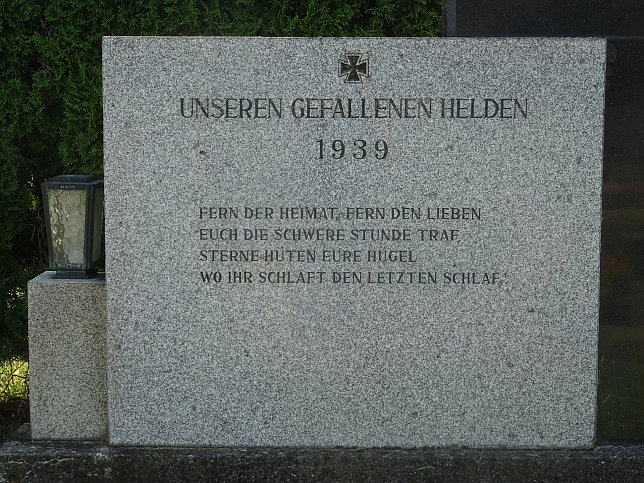 UNSEREN GEFALLENEN HELDEN
1939
FERN DER HEIMAT, FERN DEN LIEBEN
EUCH DIE SCHWERE STUNDE TRAF
STERNE HÜTEN EURE HÜGEL
WO IHR SCHLAFT DEN LETZTEN SCHLAF.